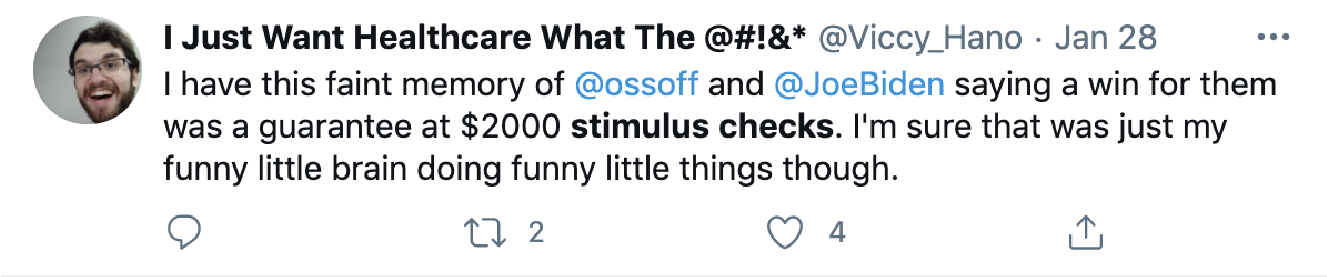 I Just Want Healthcare What The @#!&* @Viccy_Hano · Jan 28 •••
I have this faint memory of @ossoff and @JoeBiden saying a win for them
was a guarantee at $2000 stimulus checks. I'm sure that was just my
funny little brain doing funny little things though.
2 4